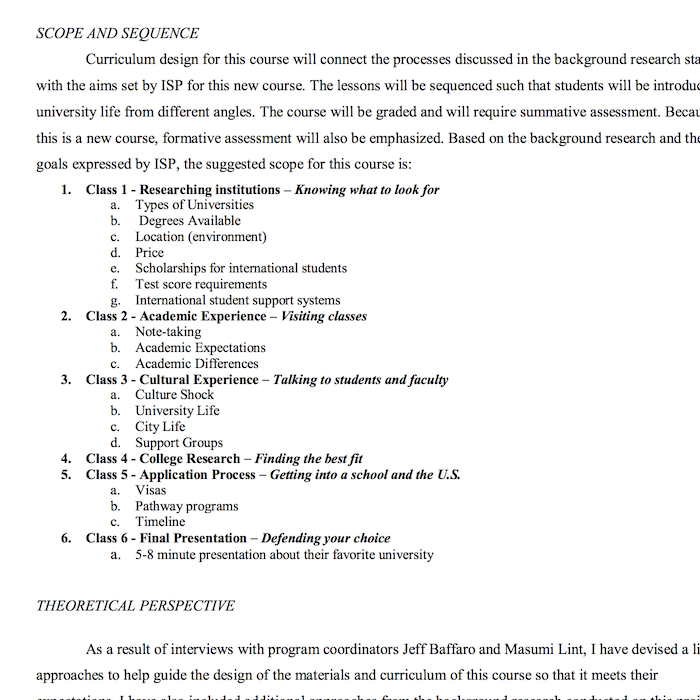 SCOPE AND SEQUENCE
Curriculum design for this course will connect the processes discussed in the background research
with the aims set by ISP for this new course. The lessons will be sequenced such that students will be
university life from different angles. The course will be graded and will require summative assessment.
this is a new course, formative assessment will also be emphasized. Based on the background research and
goals expressed by ISP, the suggested scope for this course is:
1. Class 1 - Researching institutions – Knowing what to look for
a. Types of Universities
b. Degrees Available
c. Location (environment)
d. Price
e. Scholarships for international students
f. Test score requirements
g. International student support systems
2. Class 2 - Academic Experience – Visiting classes
a. Note-taking
b. Academic Expectations
c. Academic Differences
3. Class 3 - Cultural Experience – Talking to students and faculty
a. Culture Shock
b. University Life
c. City Life
d. Support Groups
4. Class 4 - College Research – Finding the best fit
5. Class 5 - Application Process – Getting into a school and the U.S.
a. Visas
b. Pathway programs
c. Timeline
6. Class 6 - Final Presentation – Defending your choice
a. 5-8 minute presentation about their favorite university
THEORETICAL PERSPECTIVE
As a result of interviews with program coordinators Jeff Baffaro and Masumi Lint, I have devised a
approaches to help guide the design of the materials and curriculum of this course so that it meets their